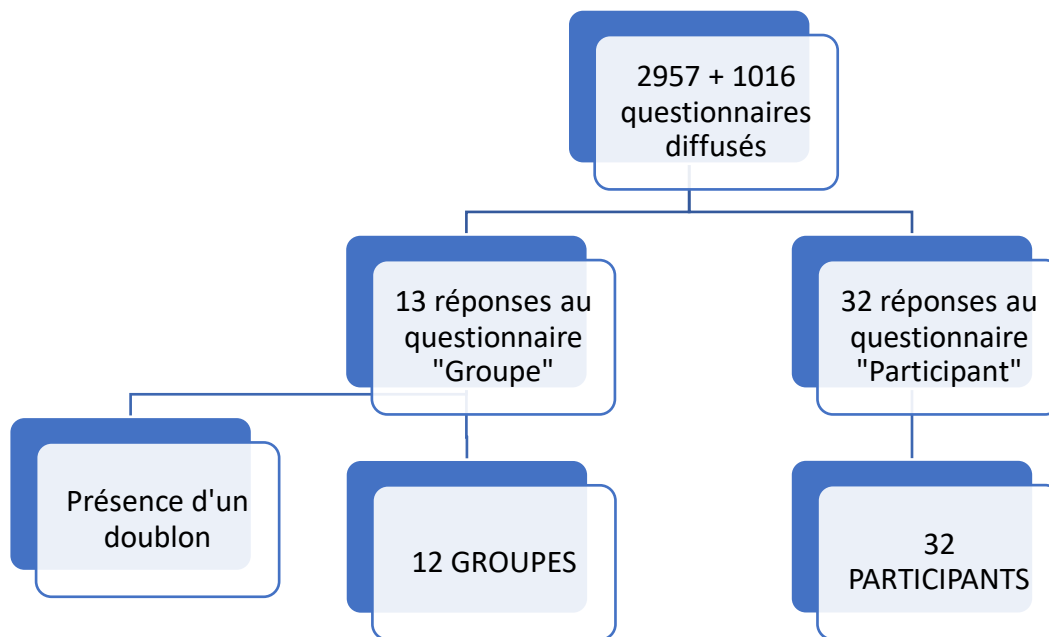 2957 + 1016
questionnaires
diffusés
13 réponses au
questionnaire
"Groupe"
32 réponses au
questionnaire
"Participant"
Présence d'un
doublon
12 GROUPES
32
PARTICIPANTS